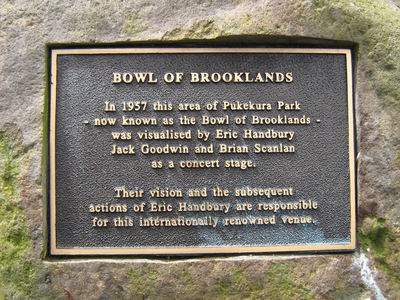 BOWL OF BROOKLANDS
In 1957 this area of Pukekura Park
- now known as the Bowl of Brooklands -
was visualised by Eric Handbury
Jack Goodwin and Brian Scanlan
as a concert stage.
Their vision and the subsequent
actions of Eric Handbury are responsible
for this internationally renowned venue.